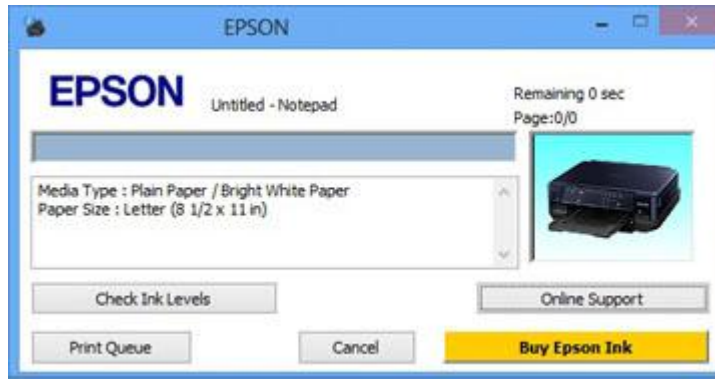 EPSON
EPSON
Untitled - Notepad
Remaining 0 sec
Page:0/0
Media Type : Plain Paper / Bright White Paper
Paper Size : Letter (8 1/2 x 11 in)
Check Ink Levels
Online Support
Print Queue
Cancel
Buy Epson Ink